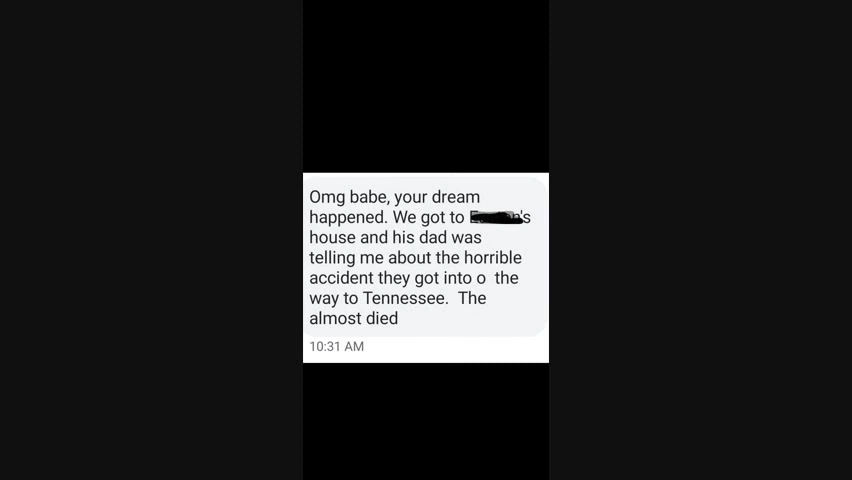 Omg babe, your dream
happened. We got to 's
house and his dad was
telling me about the horrible
accident they got into o  the
way to Tennessee.  The
almost died
10:31 AM